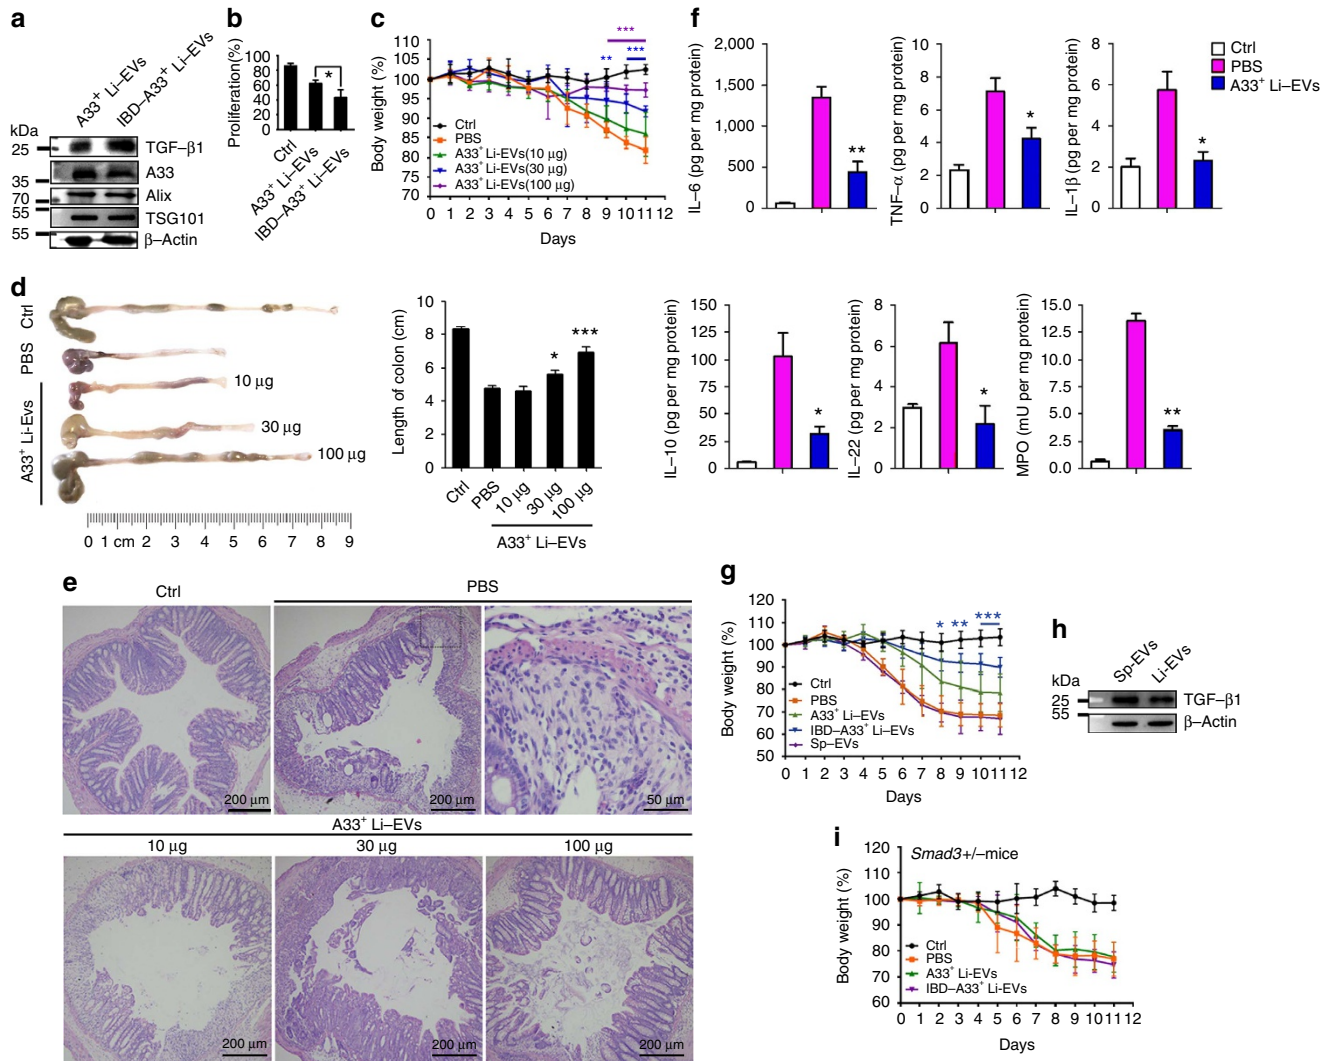 a
A33+ Li–EVs
IBD–A33+ Li–EVs
kDa
25
TGF–β1
A33
35
70
Alix
55
TSG101
55
β–Actin
b
Proliferation(%)
100
80
60
40
20
0
*
Ctrl
A33+ Li–EVs
IBD–A33+ Li–EVs
c
Body weight (%)
110
105
100
95
90
85
80
75
70
***
**
***
Ctrl
PBS
A33+ Li–EVs(10 μg)
A33+ Li–EVs(30 μg)
A33+ Li–EVs(100 μg)
0 1 2 3 4 5 6 7 8 9 10 11 12
Days
f
Ctrl
PBS
A33+ Li–EVs
IL–6 (pg per mg protein)
2,000
1,500
1,000
500
0
**
TNF–α (pg per mg protein)
10
8
6
4
2
0
*
IL–1β (pg per mg protein)
8
6
4
2
0
*
IL–10 (pg per mg protein)
150
125
100
75
50
25
0
*
IL–22 (pg per mg protein)
8
6
4
2
0
*
MPO (mU per mg protein)
15.0
12.5
10.0
7.5
5.0
2.5
0.0
**
d
Ctrl
PBS
A33+ Li–Evs
10 μg
30 μg
100 μg
0 1 cm 2 3 4 5 6 7 8 9
Length of colon (cm)
10
8
6
4
2
0
*
***
Ctrl
PBS
10 μg
30 μg
100 μg
A33+ Li–EVs
e
Ctrl
PBS
200 μm
200 μm
50 μm
A33+ Li–EVs
10 μg
30 μg
100 μg
200 μm
200 μm
200 μm
g
Body weight (%)
120
110
100
90
80
70
60
50
* ** ***
Ctrl
PBS
A33+ Li–EVs
IBD–A33+ Li–EVs
Sp–EVs
0 1 2 3 4 5 6 7 8 9 10 11 12
Days
h
Sp-EVs
Li-EVs
kDa
25
TGF–β1
55
β–Actin
i
Smad3+/–mice
Body weight (%)
120
110
100
90
80
70
60
Ctrl
PBS
A33+ Li–EVs
IBD–A33+ Li–EVs
0 1 2 3 4 5 6 7 8 9 10 11 12
Days